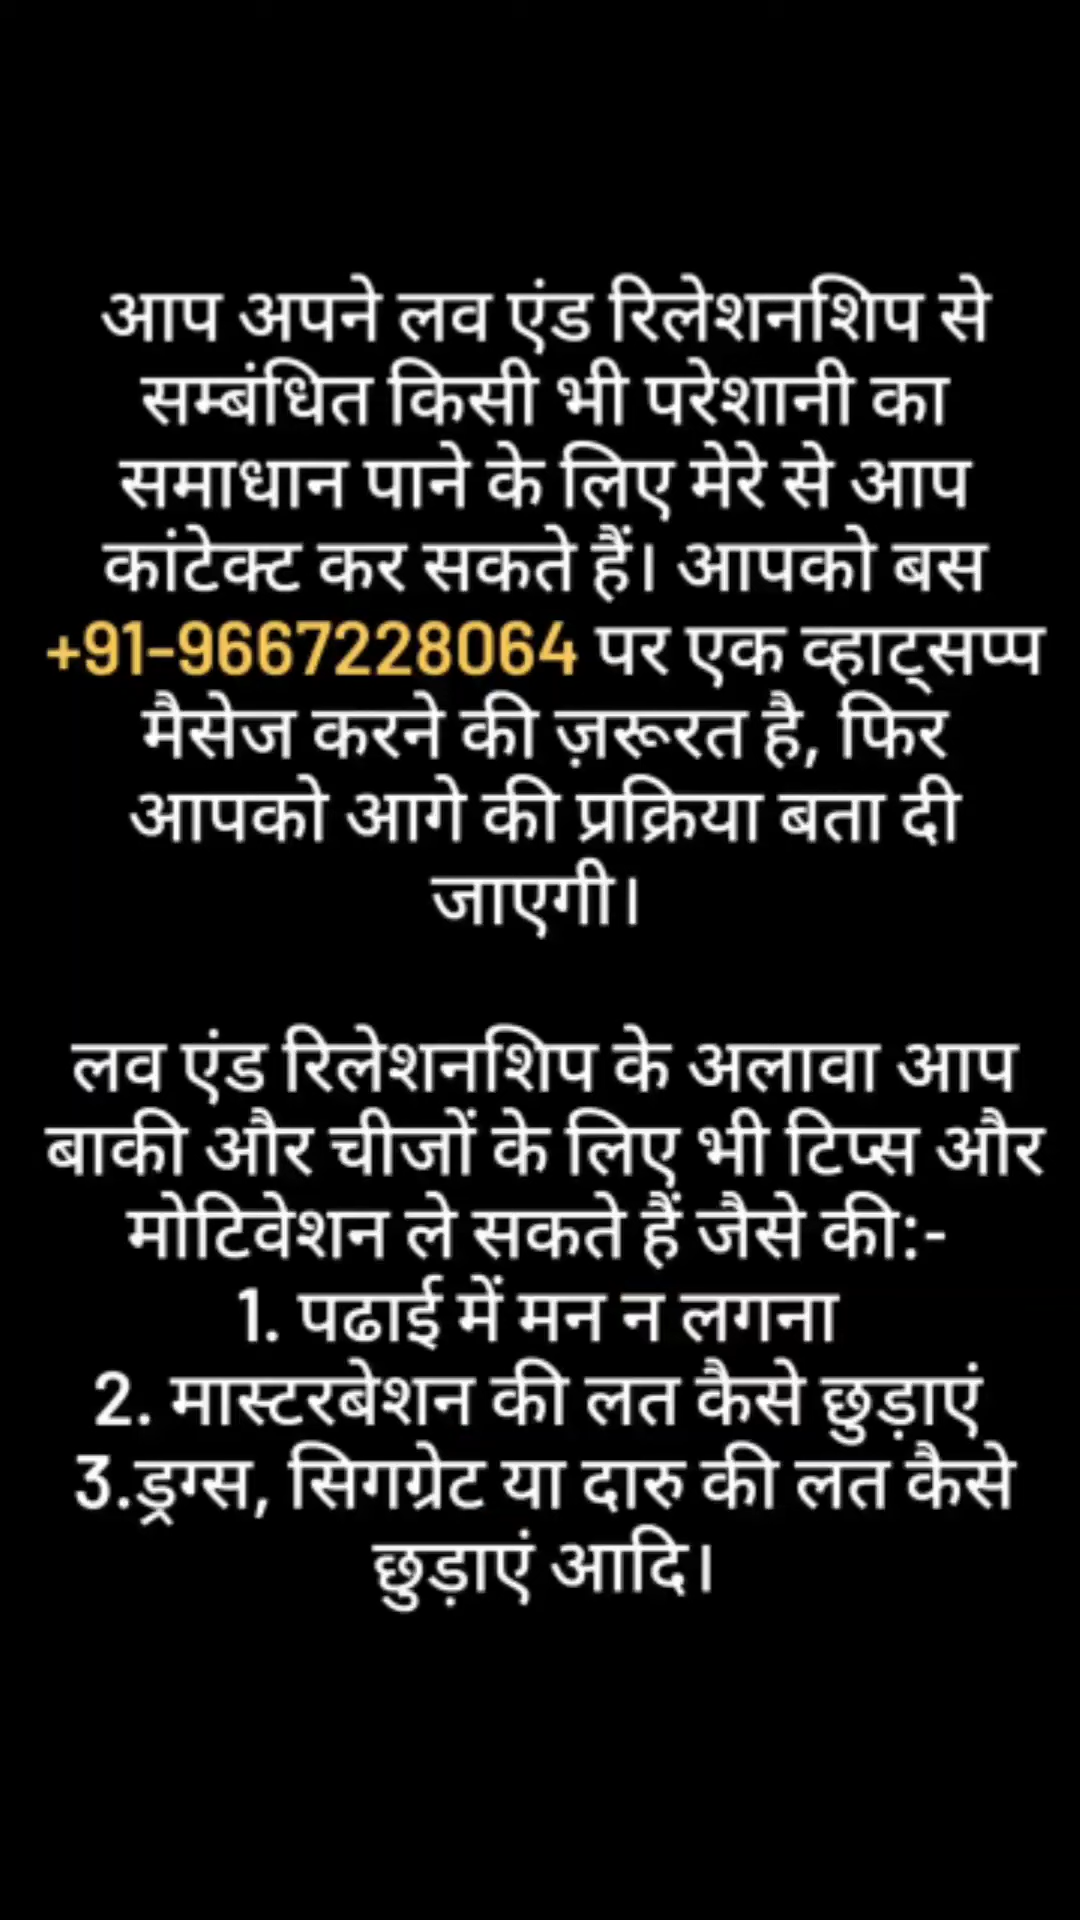 आप अपने लव एंड रिलेशनशिप से
सम्बंधित किसी भी परेशानी का
समाधान पाने के लिए मेरे से आप
कांटेक्ट कर सकते हैं। आपको बस
+91-9667228064 पर एक व्हाट्सप्प
मैसेज करने की ज़रूरत है, फिर
आपको आगे की प्रक्रिया बता दी
जाएगी।
लव एंड रिलेशनशिप के अलावा आप
बाकी और चीजों के लिए भी टिप्स और
मोटिवेशन ले सकते हैं जैसे की:-
1. पढाई में मन न लगना
2. मास्टरबेशन की लत कैसे छुड़ाएं
3.ड्रग्स, सिगग्रेट या दारु की लत कैसे
छुड़ाएं आदि।